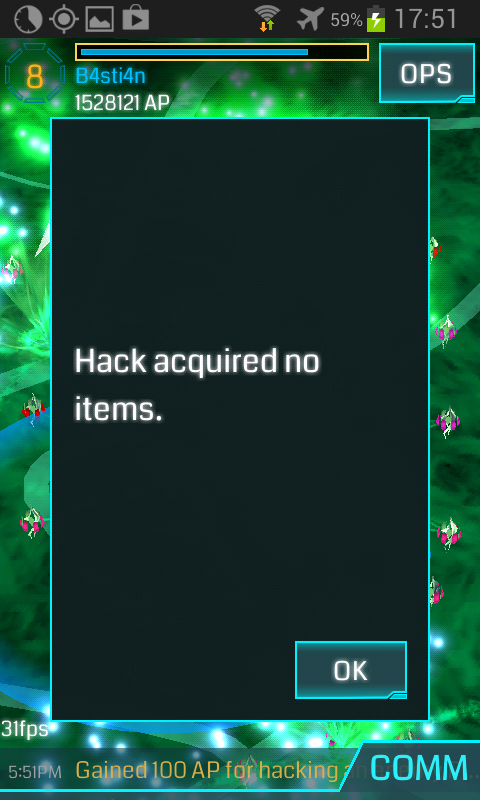 59% 17:51
8
B4sti4n
1528121 AP
OPS
Hack acquired no
items.
OK
31fps
5:51PM Gained 100 AP for hacking
COMM